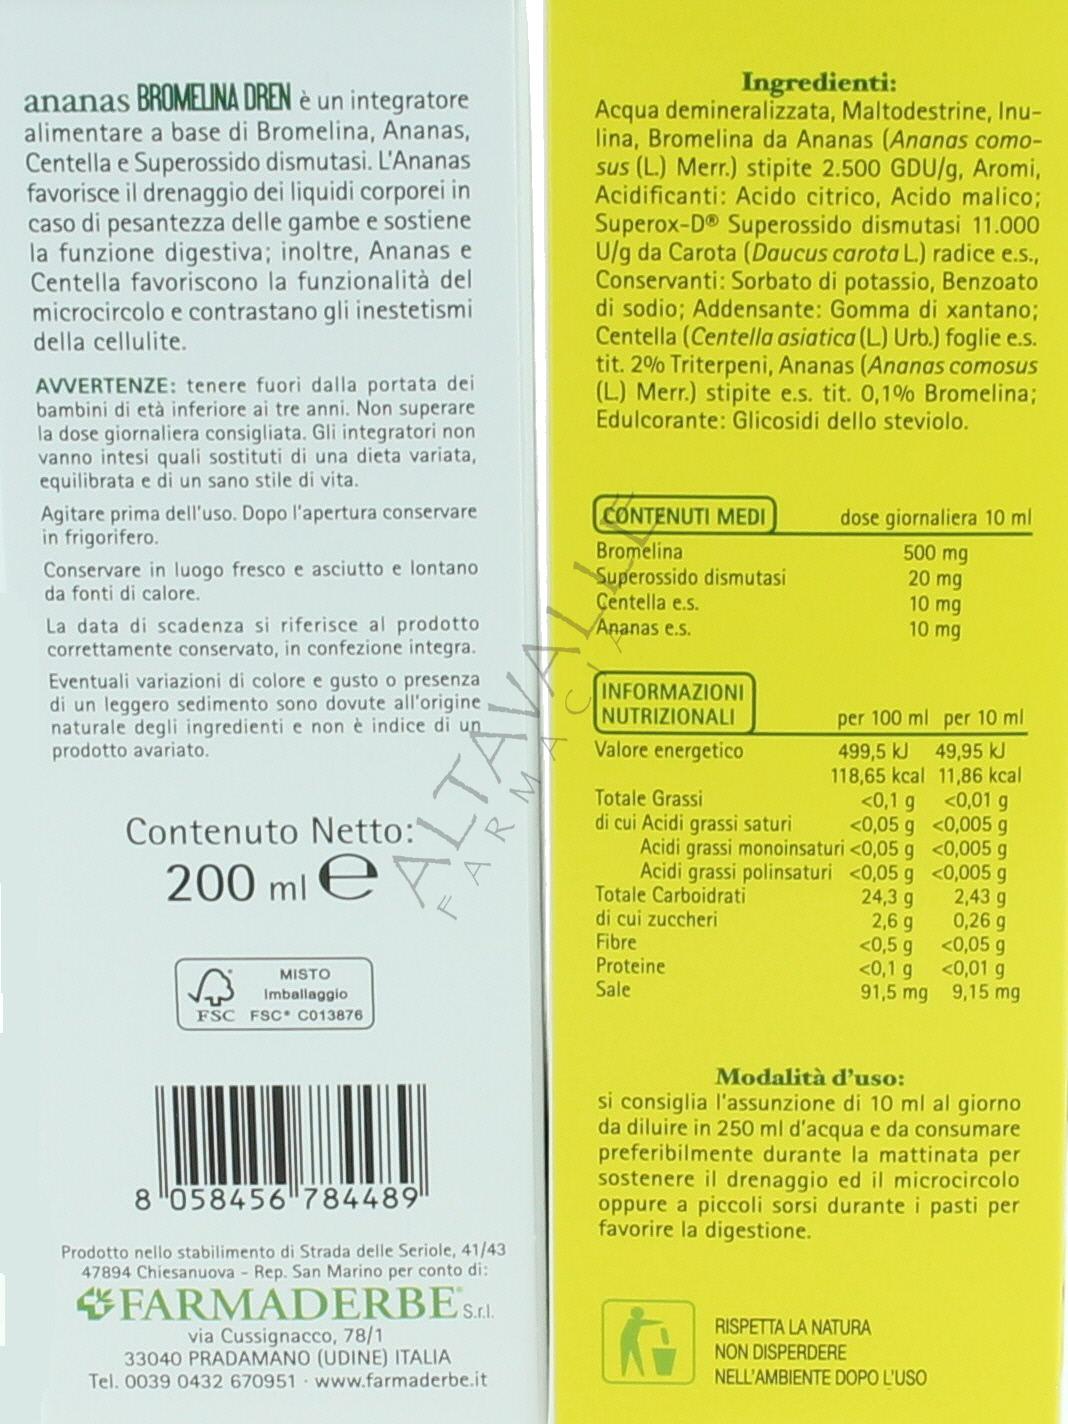 ananas BROMELINA DREN è un integratore
alimentare a base di Bromelina, Ananas,
Centella e Superossido dismutasi. L'Ananas
favorisce il drenaggio dei liquidi corporei in
caso di pesantezza delle gambe e sostiene
la funzione digestiva; inoltre, Ananas e
Centella favoriscono la funzionalità del
microcircolo e contrastano gli inestetismi
della cellulite.
AVVERTENZE: tenere fuori dalla portata dei
bambini di età inferiore ai tre anni. Non superare
la dose giornaliera consigliata. Gli integratori non
vanno intesi quali sostituti di una dieta variata,
equilibrata e di un sano stile di vita.
Agitare prima dell'uso. Dopo l'apertura conservare
in frigorifero.
Conservare in luogo fresco e asciutto e lontano
da fonti di calore.
La data di scadenza si riferisce al prodotto
correttamente conservato, in confezione integra.
Eventuali variazioni di colore e gusto o presenza
di un leggero sedimento sono dovute all'origine
naturale degli ingredienti e non è indice di un
prodotto avariato.
Contenuto Netto:
200 ml e
MISTO
Imballaggio
FSC FSC® C013876
8 058456 784489
Prodotto nello stabilimento di Strada delle Seriole, 41/43
47894 Chiesanuova - Rep. San Marino per conto di:
FARMADERBE® S.r.l.
via Cussignacco, 78/1
33040 PRADAMANO (UDINE) ITALIA
Tel. 0039 0432 670951 · www.farmaderbe.it
Ingredienti:
Acqua demineralizzata, Maltodestrine, Inu-
lina, Bromelina da Ananas (Ananas como-
sus (L.) Merr.) stipite 2.500 GDU/g, Aromi,
Acidificanti: Acido citrico, Acido malico;
Superox-D® Superossido dismutasi 11.000
U/g da Carota (Daucus carota L.) radice e.s.,
Conservanti: Sorbato di potassio, Benzoato
di sodio; Addensante: Gomma di xantano;
Centella (Centella asiatica (L.) Urb.) foglie e.s.
tit. 2% Triterpeni, Ananas (Ananas comosus
(L.) Merr.) stipite e.s. tit. 0,1% Bromelina;
Edulcorante: Glicosidi dello steviolo.
CONTENUTI MEDI dose giornaliera 10 ml
Bromelina 500 mg
Superossido dismutasi 20 mg
Centella e.s. 10 mg
Ananas e.s. 10 mg
INFORMAZIONI
NUTRIZIONALI per 100 ml per 10 ml
Valore energetico 499,5 kJ 49,95 kJ
118,65 kcal 11,86 kcal
Totale Grassi <0,1 g <0,01 g
di cui Acidi grassi saturi <0,05 g <0,005 g
Acidi grassi monoinsaturi <0,05 g <0,005 g
Acidi grassi polinsaturi <0,05 g <0,005 g
Totale Carboidrati 24,3 g 2,43 g
di cui zuccheri 2,6 g 0,26 g
Fibre <0,5 g <0,05 g
Proteine <0,1 g <0,01 g
Sale 91,5 mg 9,15 mg
Modalità d'uso:
si consiglia l'assunzione di 10 ml al giorno
da diluire in 250 ml d'acqua e da consumare
preferibilmente durante la mattinata per
sostenere il drenaggio ed il microcircolo
oppure a piccoli sorsi durante i pasti per
favorire la digestione.
RISPETTA LA NATURA
NON DISPERDERE
NELL'AMBIENTE DOPO L'USO
ALTAVALLE
FARMACIA